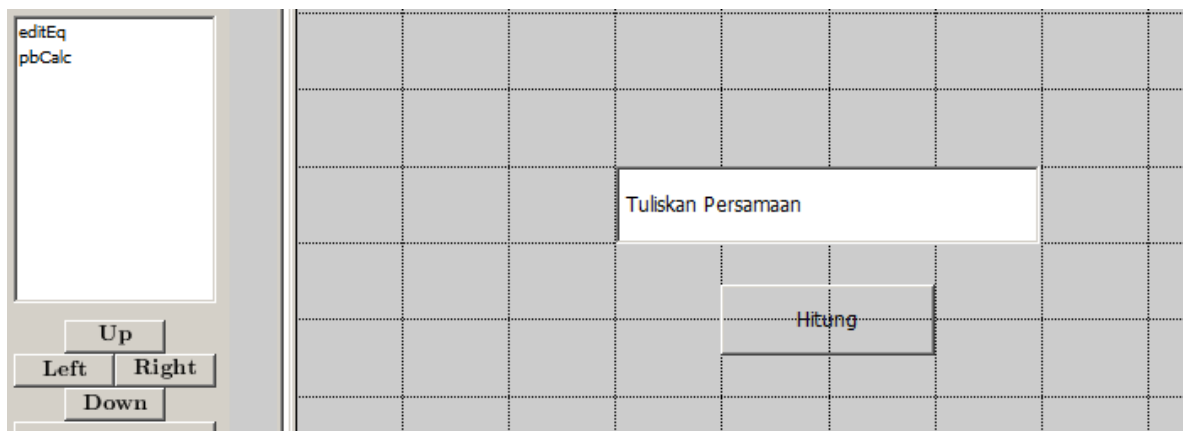 editEq
pbCalc
Up
Left Right
Down
Tuliskan Persamaan
Hitung